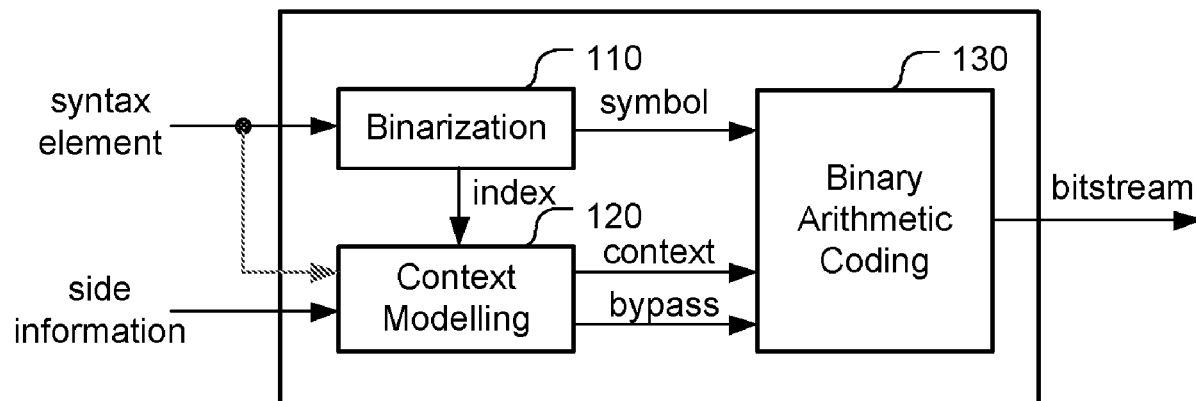 110
130
syntax
element
Binarization
symbol
index
120
Binary
Arithmetic
Coding
bitstream
side
information
Context
Modelling
context
bypass